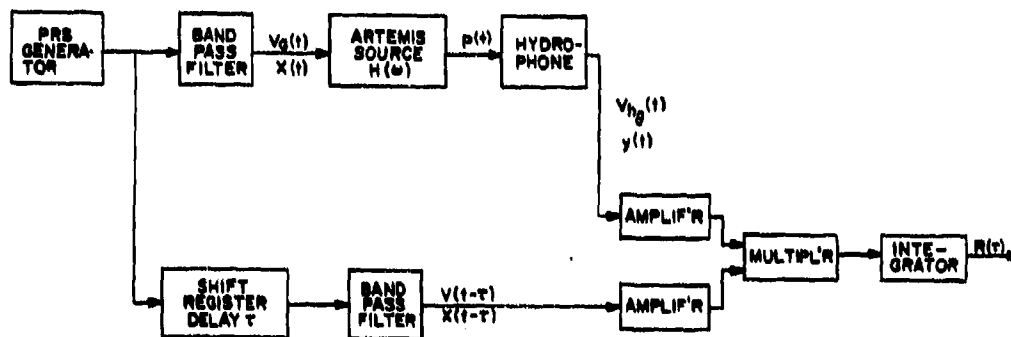 PRS
GENERA-
TOR
BAND
PASS
FILTER
Vg(t)
X(t)
ARTEMIS
SOURCE
H(ω)
p(t)
HYDRO-
PHONE
Vhg(t)
y(t)
AMPLIF'R
MULTIPL'R
INTE-
GRATOR
R(τ)
SHIFT
REGISTER
DELAY τ
BAND
PASS
FILTER
V(t-τ)
X(t-τ)
AMPLIF'R